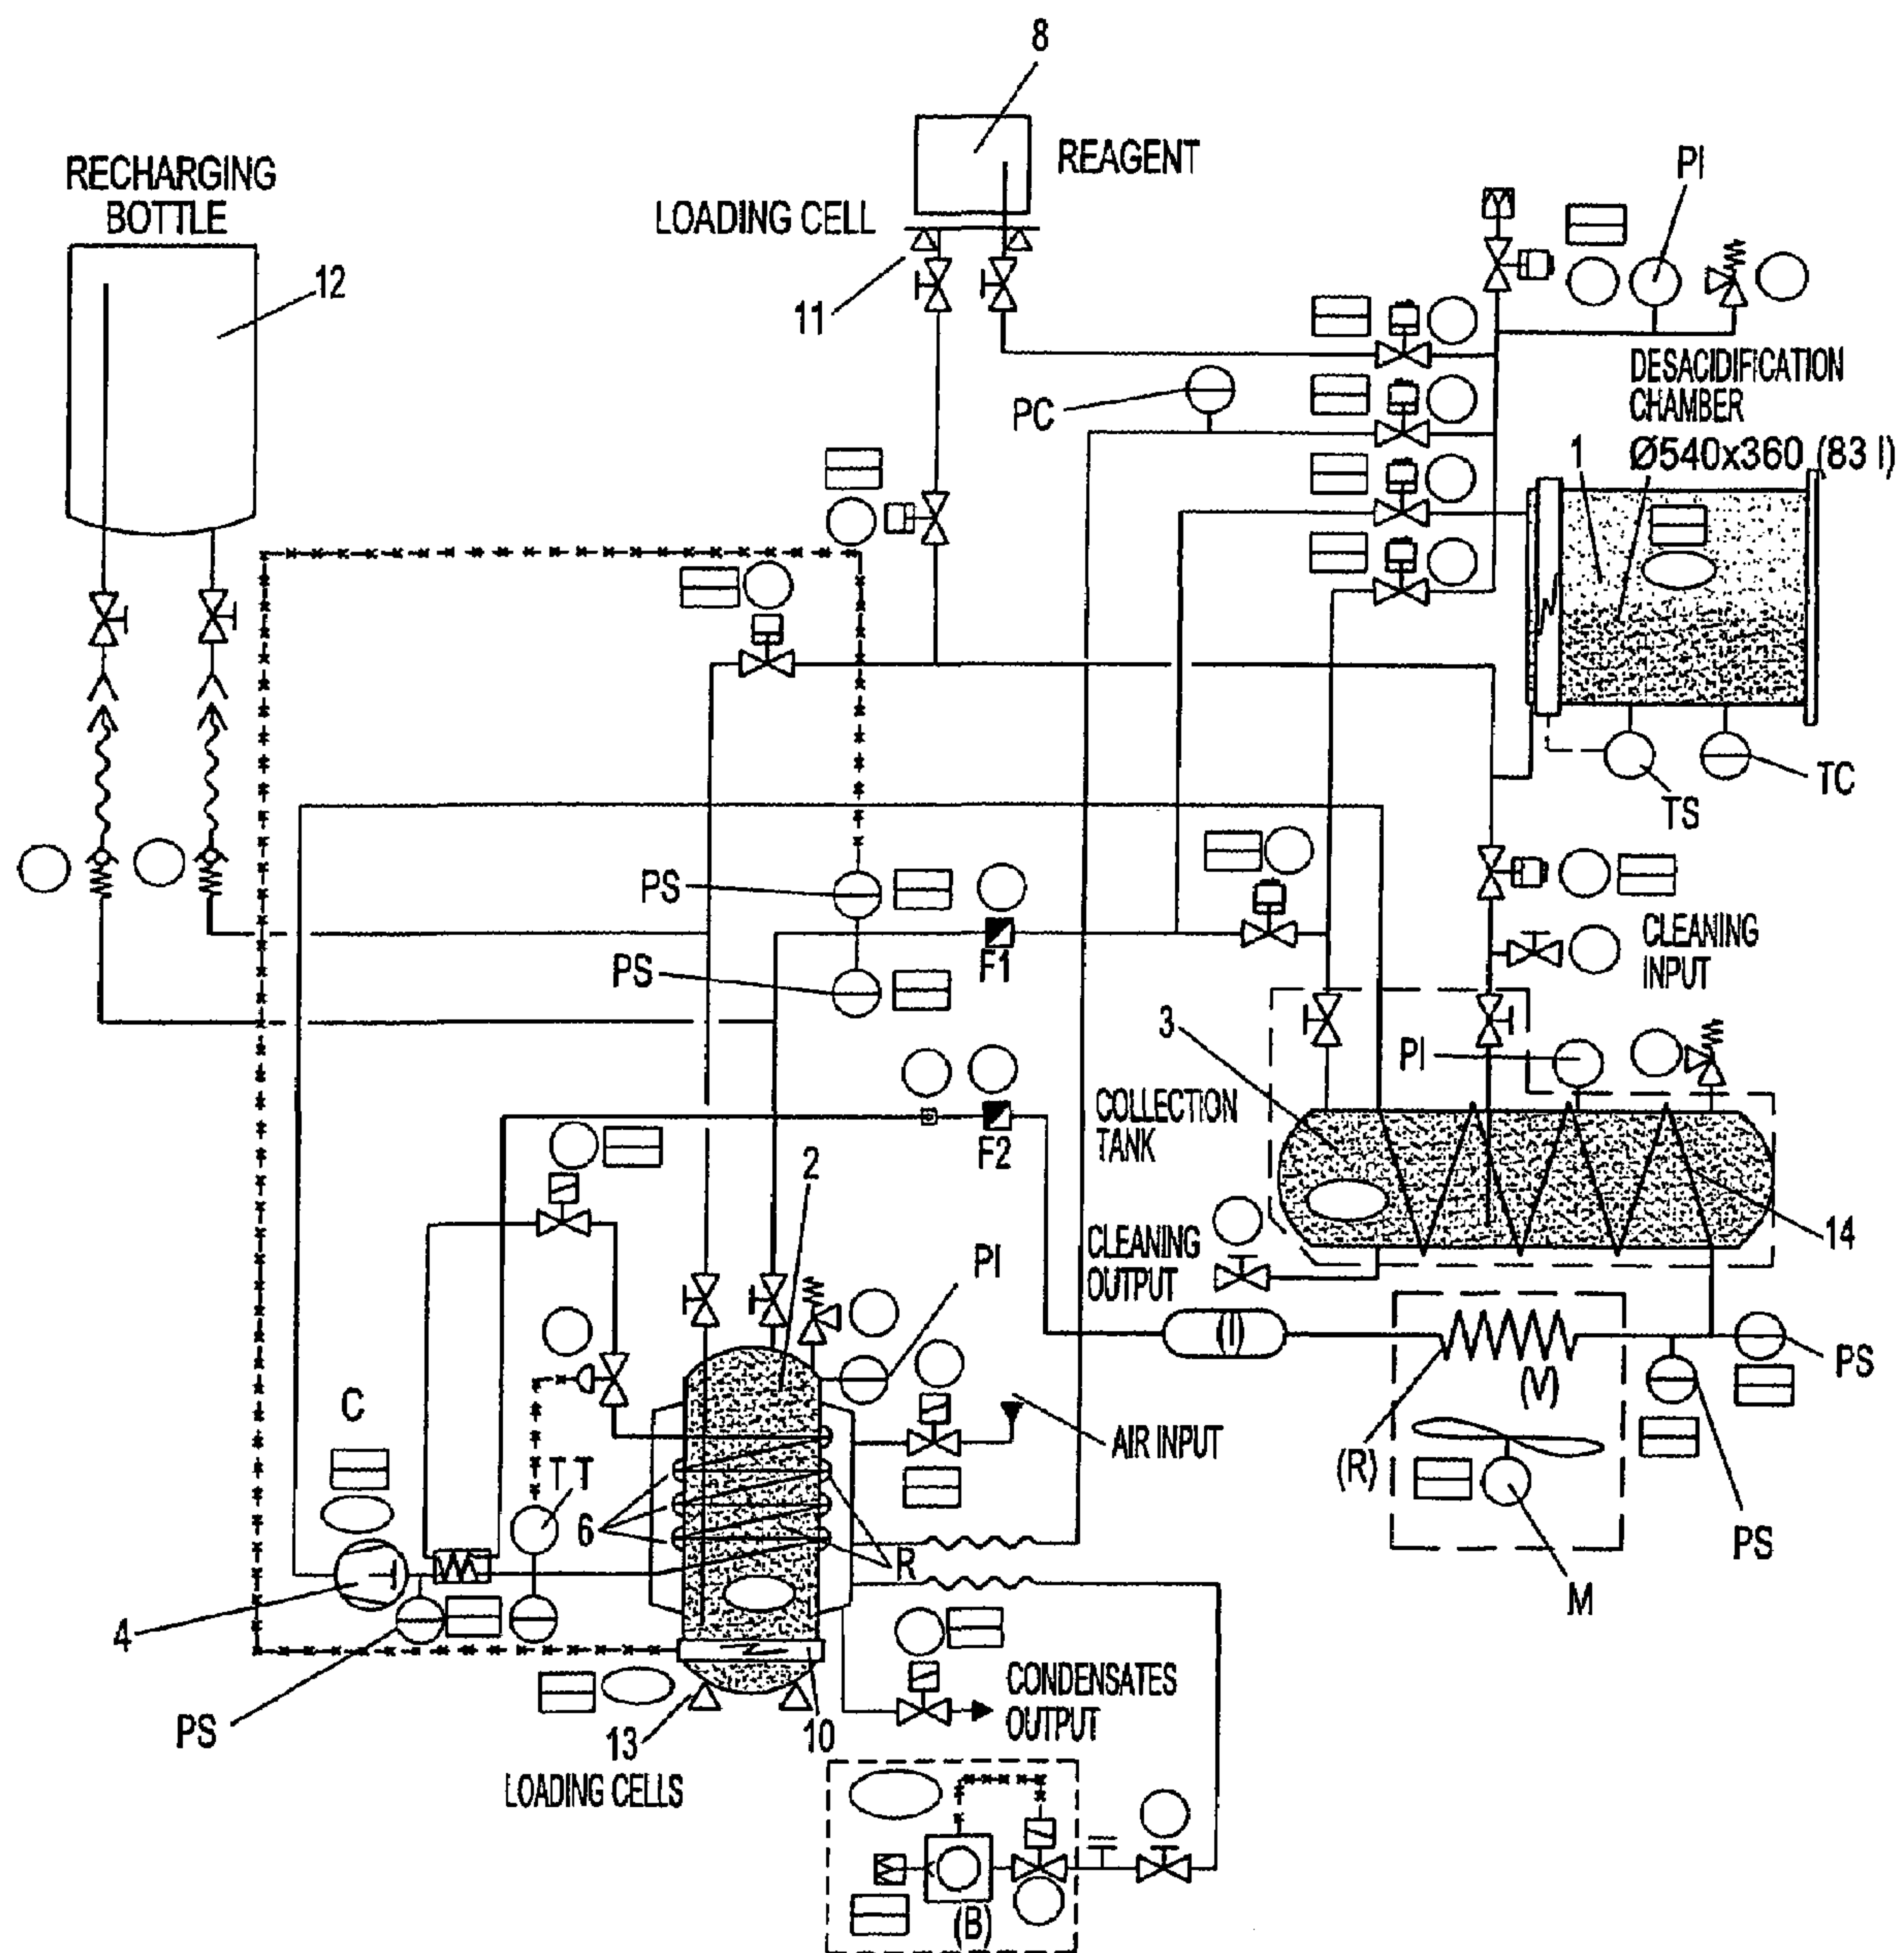 8
RECHARGING
BOTTLE
REAGENT
LOADING CELL
PI
12
11
DESACIDIFICATION
CHAMBER
PC
1
Ø540x360 (83 l)
TC
TS
PS
F1
PS
CLEANING
INPUT
3
PI
COLLECTION
TANK
F2
2
14
CLEANING
OUTPUT
PI
(I)
PS
(V)
C
AIR INPUT
(R)
TT
6
R
PS
M
4
CONDENSATES
OUTPUT
PS
13
10
LOADING CELLS
(B)